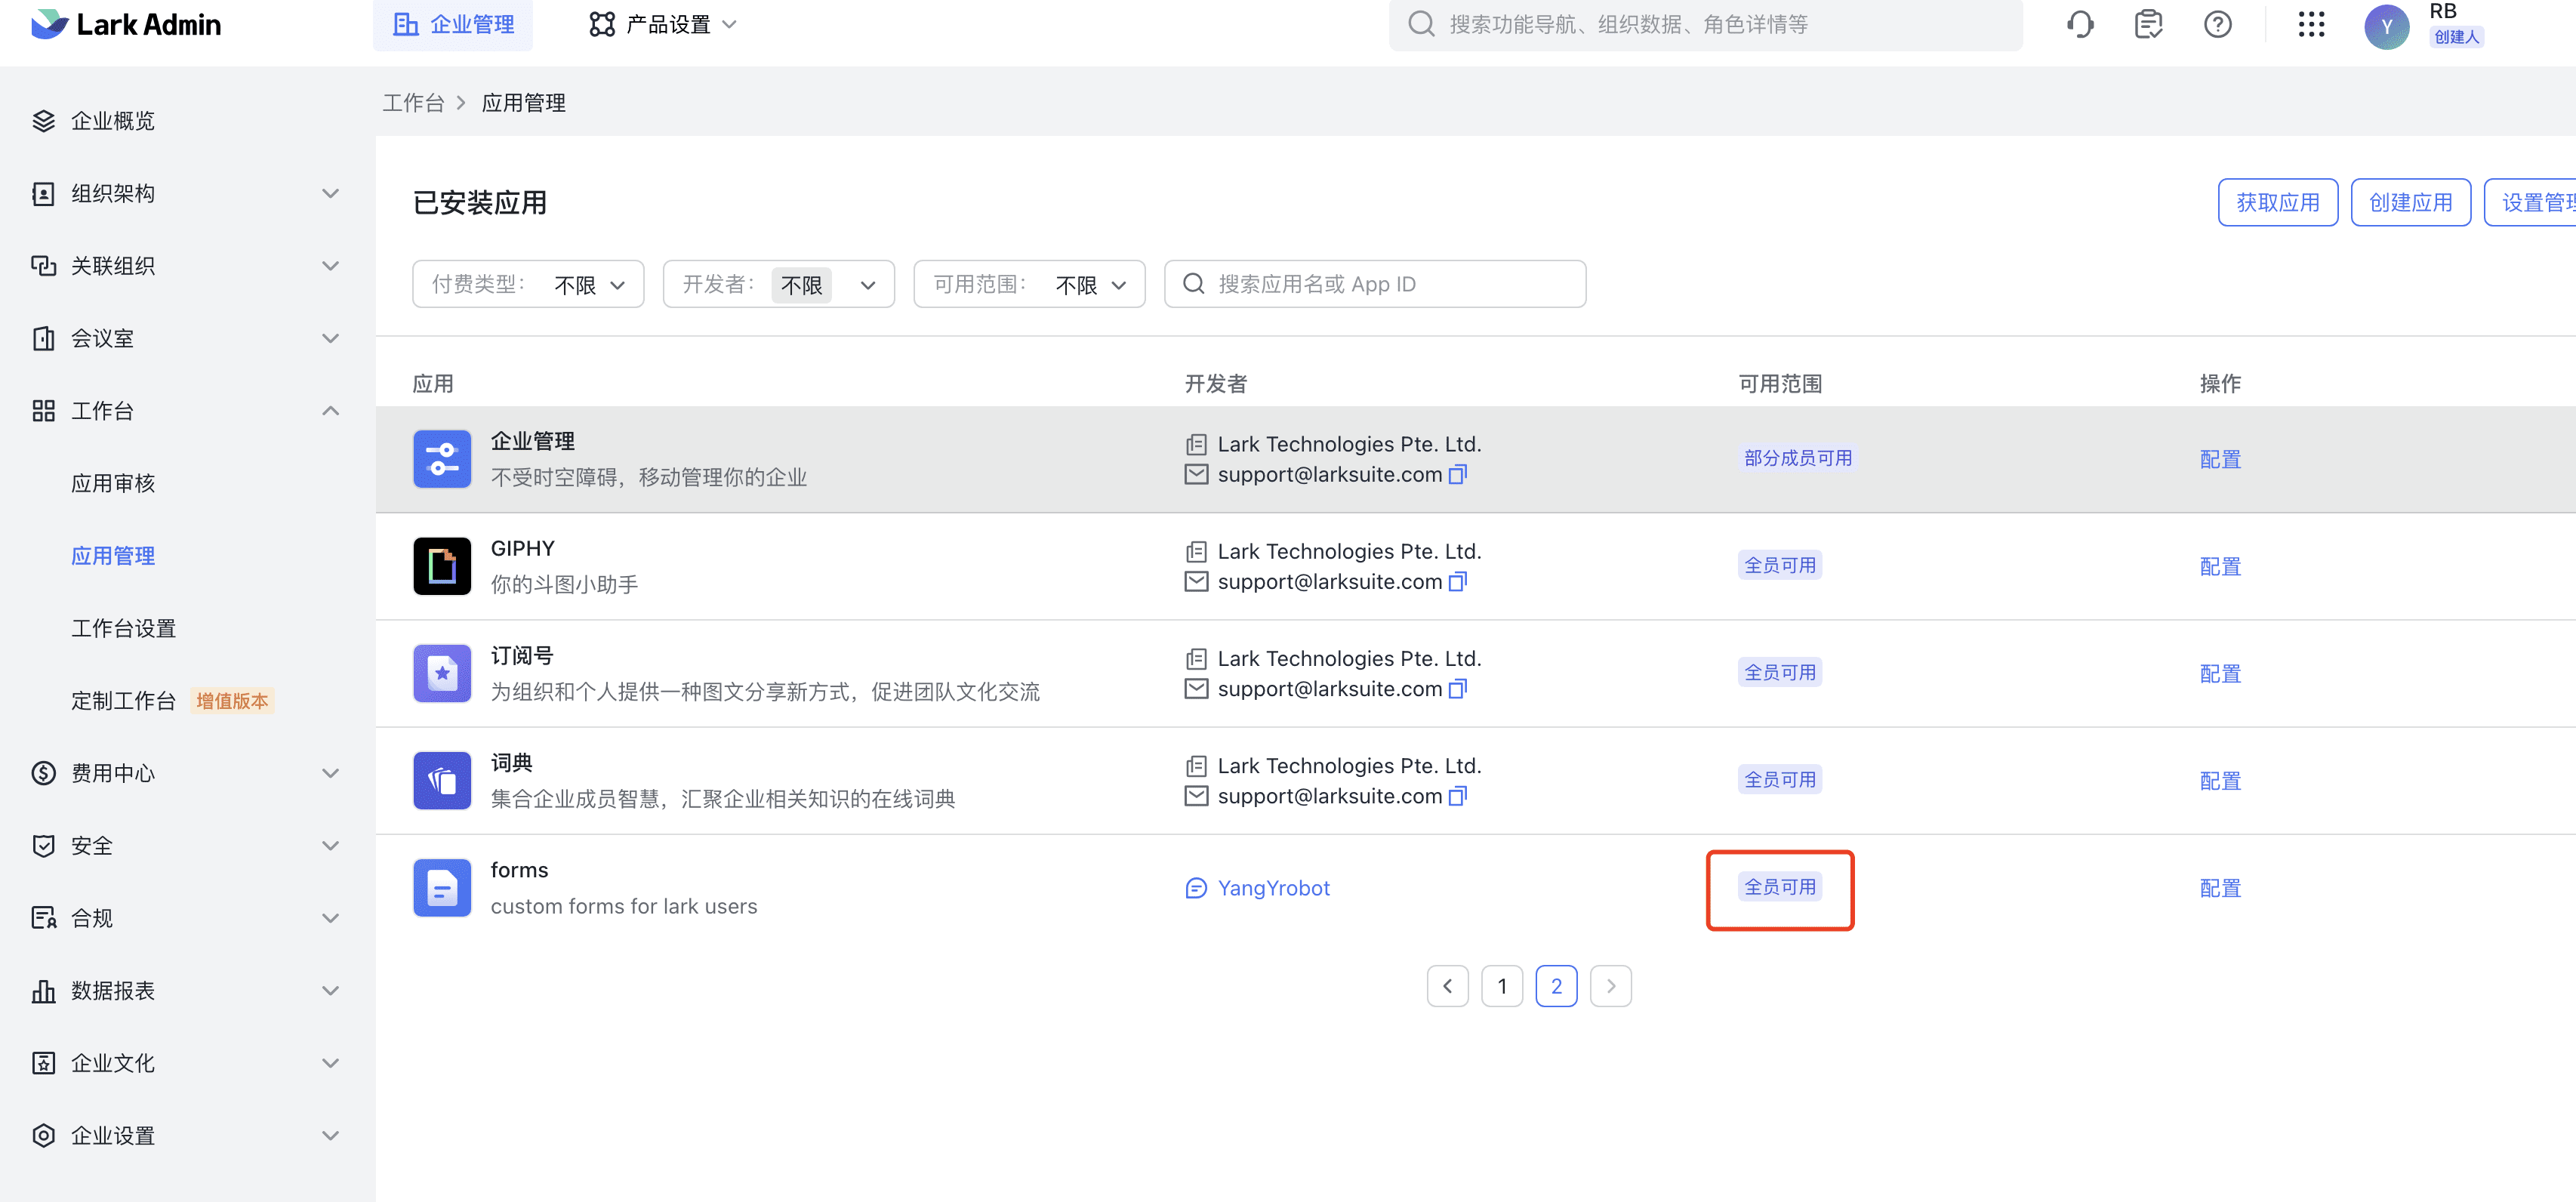 Lark Admin
企业管理
产品设置
搜索功能导航、组织数据、角色详情等
Y
RB
创建人
企业概览
组织架构
关联组织
会议室
工作台
应用审核
应用管理
工作台设置
定制工作台 增值版本
费用中心
安全
合规
数据报表
企业文化
企业设置
工作台 > 应用管理
已安装应用
获取应用
创建应用
设置管理
付费类型： 不限
开发者： 不限
可用范围： 不限
搜索应用名或 App ID
应用 开发者 可用范围 操作
企业管理
不受时空障碍，移动管理你的企业
Lark Technologies Pte. Ltd.
support@larksuite.com
部分成员可用
配置
GIPHY
你的斗图小助手
Lark Technologies Pte. Ltd.
support@larksuite.com
全员可用
配置
订阅号
为组织和个人提供一种图文分享新方式，促进团队文化交流
Lark Technologies Pte. Ltd.
support@larksuite.com
全员可用
配置
词典
集合企业成员智慧，汇聚企业相关知识的在线词典
Lark Technologies Pte. Ltd.
support@larksuite.com
全员可用
配置
forms
custom forms for lark users
YangYrobot
全员可用
配置
1 2